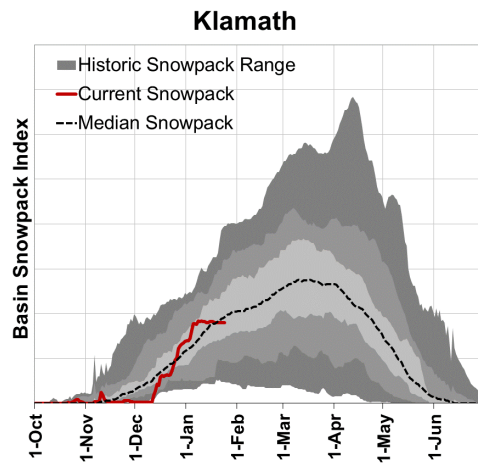 Klamath
Historic Snowpack Range
Current Snowpack
Median Snowpack
Basin Snowpack Index
1-Oct
1-Nov
1-Dec
1-Jan
1-Feb
1-Mar
1-Apr
1-May
1-Jun